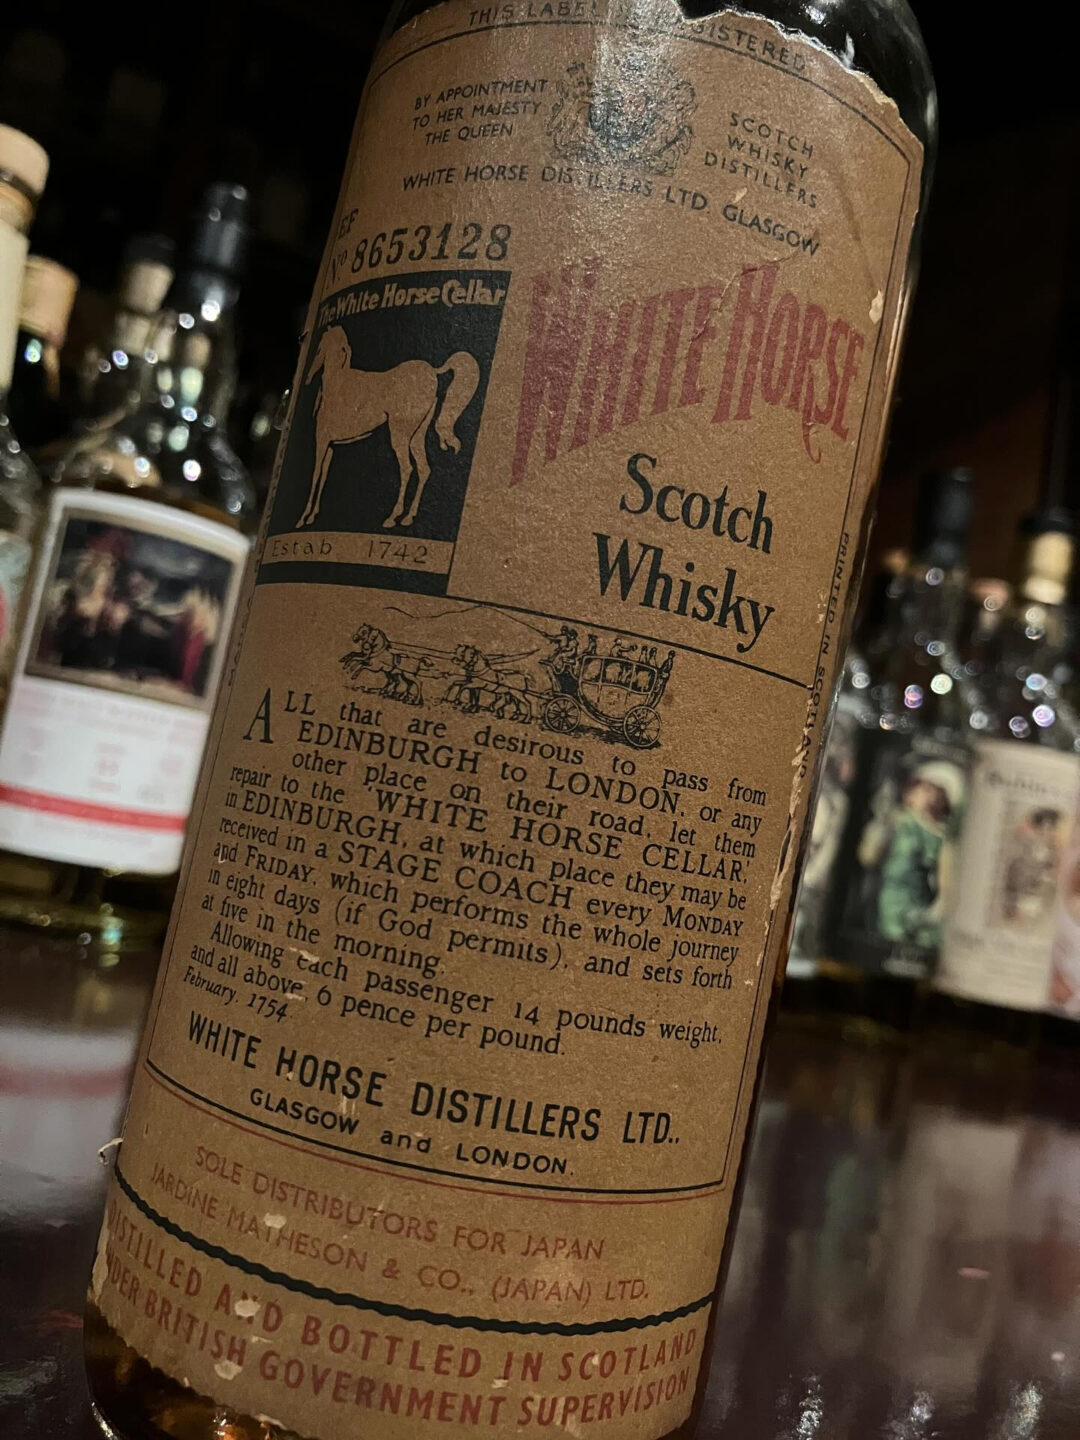 THIS LABEL IS REGISTERED
BY APPOINTMENT
TO HER MAJESTY
THE QUEEN
SCOTCH
WHISKY
DISTILLERS
WHITE HORSE DISTILLERS LTD. GLASGOW
No 8653128
The White Horse Cellar
Estab. 1742
WHITE HORSE
Scotch
Whisky
PRINTED IN SCOTLAND
ALL that are desirous to pass from
EDINBURGH to LONDON, or any
other place on their road, let them
repair to the "WHITE HORSE CELLAR,"
in EDINBURGH, at which place they may be
received in a STAGE COACH every MONDAY
and FRIDAY, which performs the whole journey
in eight days (if God permits), and sets forth
at five in the morning.
Allowing each passenger 14 pounds weight,
and all above, 6 pence per pound.
February, 1754.
WHITE HORSE DISTILLERS LTD.,
GLASGOW and LONDON.
SOLE DISTRIBUTORS FOR JAPAN
JARDINE MATHESON & CO., (JAPAN) LTD.
DISTILLED AND BOTTLED IN SCOTLAND
UNDER BRITISH GOVERNMENT SUPERVISION